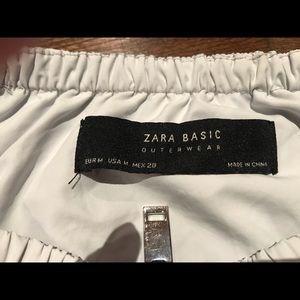 ZARA BASIC
OUTERWEAR
EUR M USA M MEX 28 MADE IN CHINA